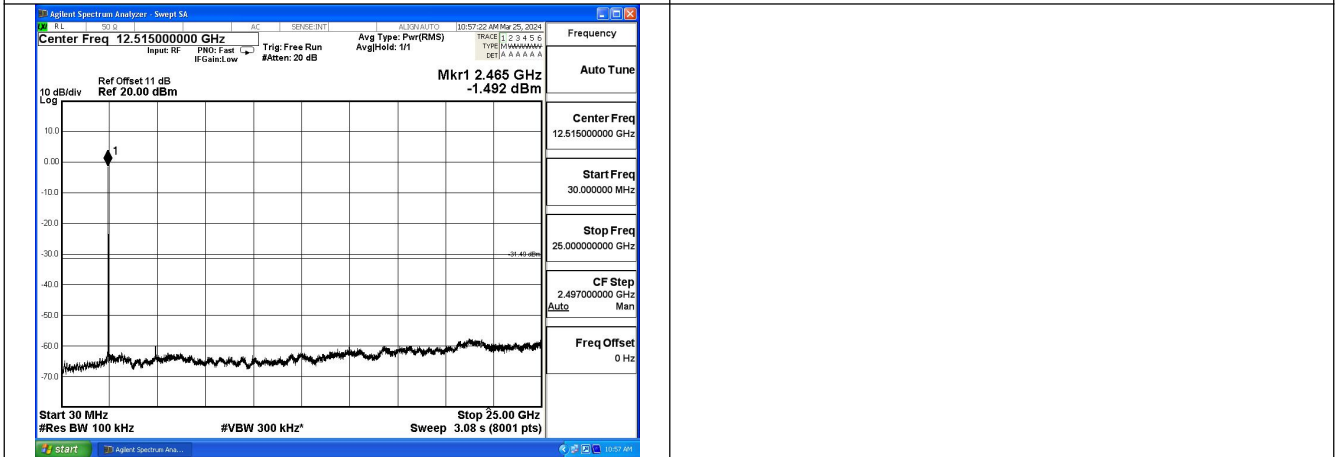 Agilent Spectrum Analyzer - Swept SA
RL 50 Ω AC SENSE:INT ALIGNAUTO 10:57:22 AM Mar 25, 2024
Center Freq 12.515000000 GHz
Input: RF PNO: Fast IFGain:Low
Trig: Free Run
#Atten: 20 dB
Avg Type: Pwr(RMS)
Avg|Hold: 1/1
TRACE 1 2 3 4 5 6
TYPE M
DET A A A A A A
Mkr1 2.465 GHz
-1.492 dBm
Ref Offset 11 dB
10 dB/div Ref 20.00 dBm
Log
10.0
0.00
-10.0
-20.0
-30.0
-40.0
-50.0
-60.0
-70.0
1
-31.40 dBm
Start 30 MHz Stop 25.00 GHz
#Res BW 100 kHz #VBW 300 kHz* Sweep 3.08 s (8001 pts)
Frequency
Auto Tune
Center Freq
12.515000000 GHz
Start Freq
30.000000 MHz
Stop Freq
25.000000000 GHz
CF Step
2.497000000 GHz
Auto Man
Freq Offset
0 Hz
start Agilent Spectrum Ana... 10:57 AM